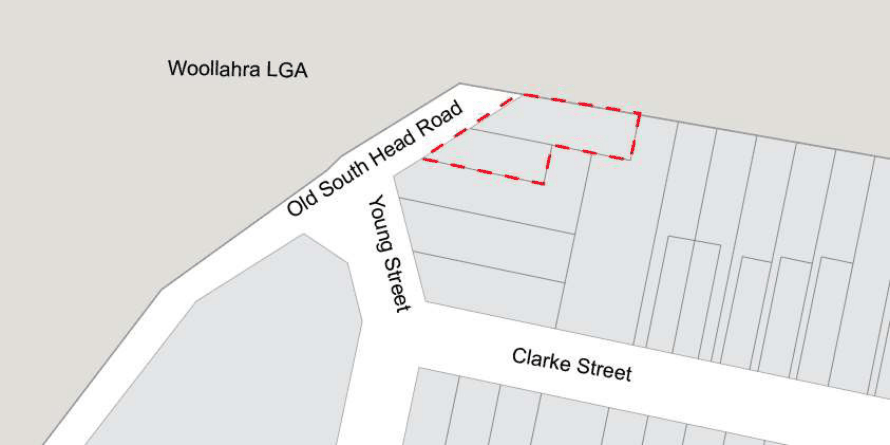 Woollahra LGA
Old South Head Road
Young Street
Clarke Street